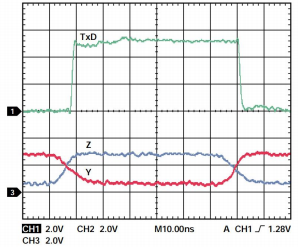 TxD
1
Z
Y
3
CH1 2.0V CH2 2.0V M10.00ns A CH1 1.28V
CH3 2.0V